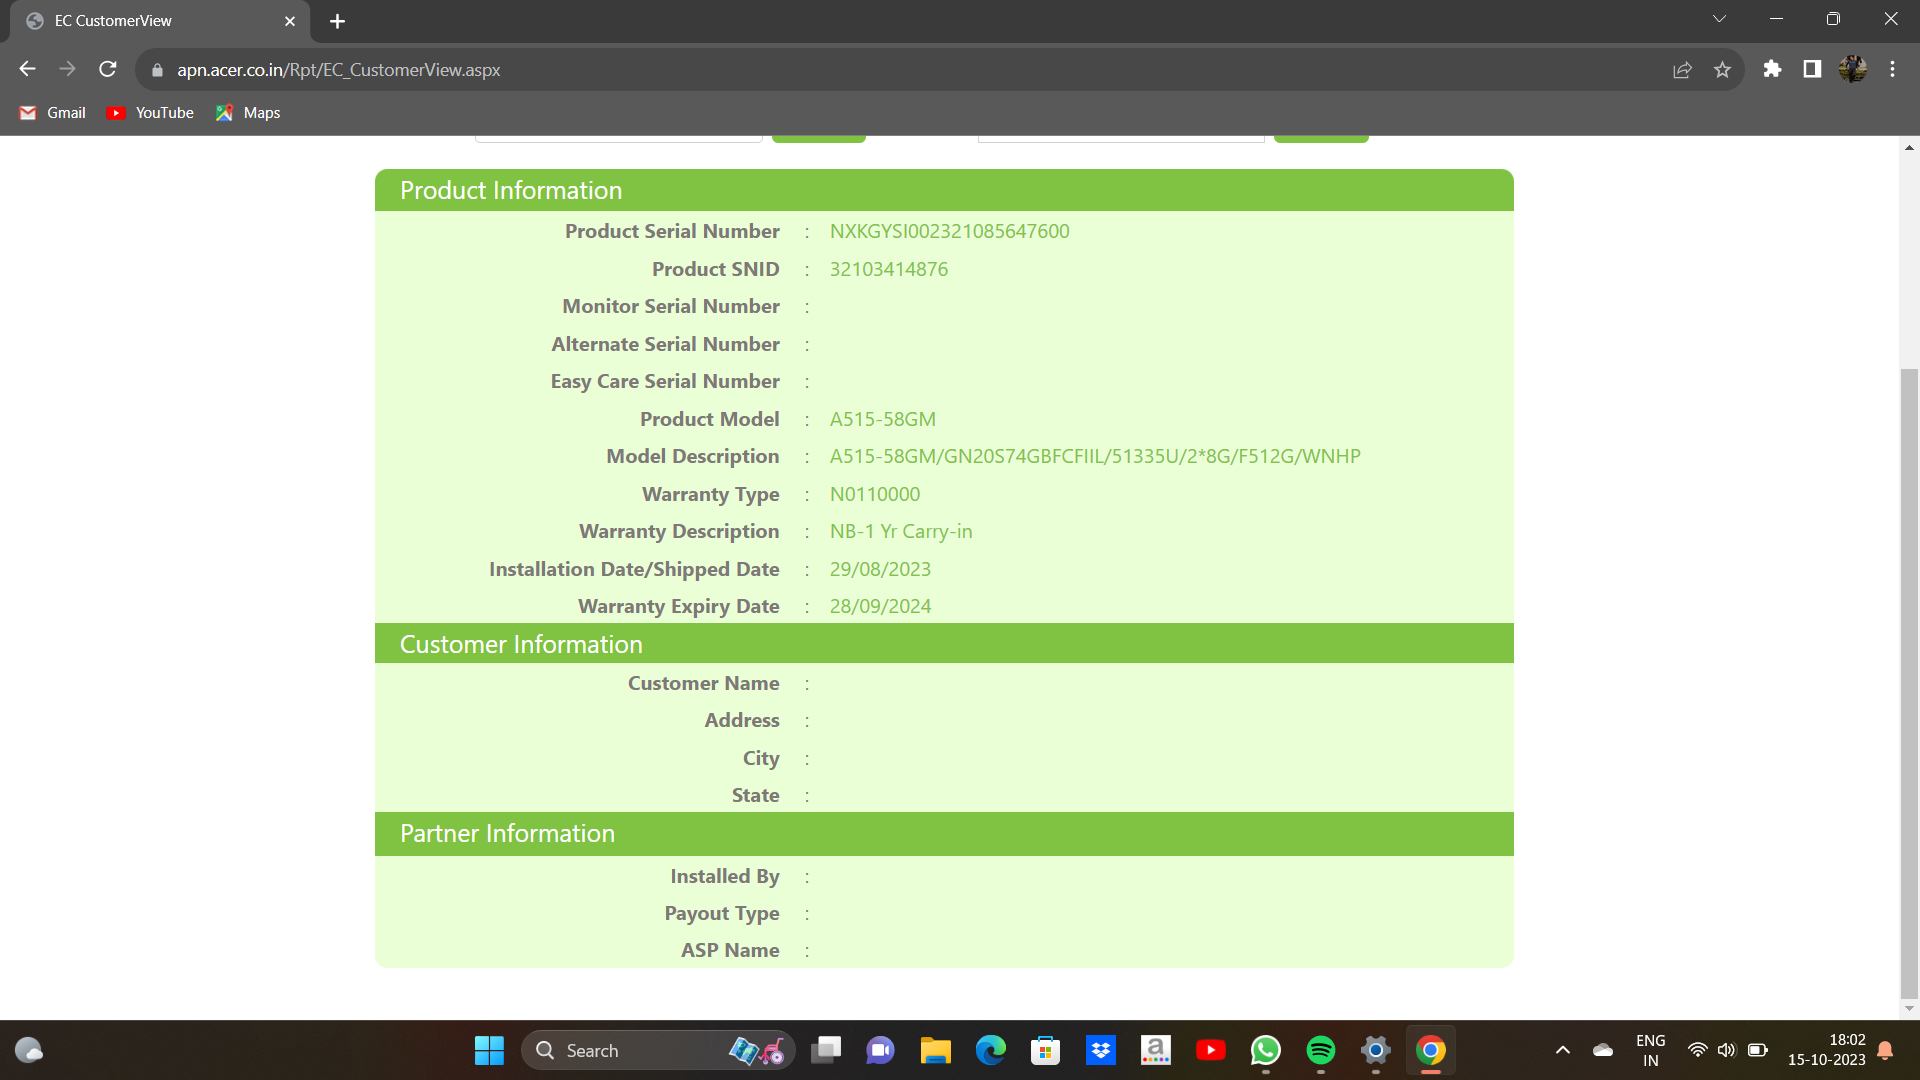 EC CustomerView
apn.acer.co.in/Rpt/EC_CustomerView.aspx
Gmail YouTube Maps
Product Information
Product Serial Number : NXKGYSI002321085647600
Product SNID : 32103414876
Monitor Serial Number :
Alternate Serial Number :
Easy Care Serial Number :
Product Model : A515-58GM
Model Description : A515-58GM/GN20S74GBFCFIIL/51335U/2*8G/F512G/WNHP
Warranty Type : N0110000
Warranty Description : NB-1 Yr Carry-in
Installation Date/Shipped Date : 29/08/2023
Warranty Expiry Date : 28/09/2024
Customer Information
Customer Name :
Address :
City :
State :
Partner Information
Installed By :
Payout Type :
ASP Name :
Search
a
ENG
IN
18:02
15-10-2023